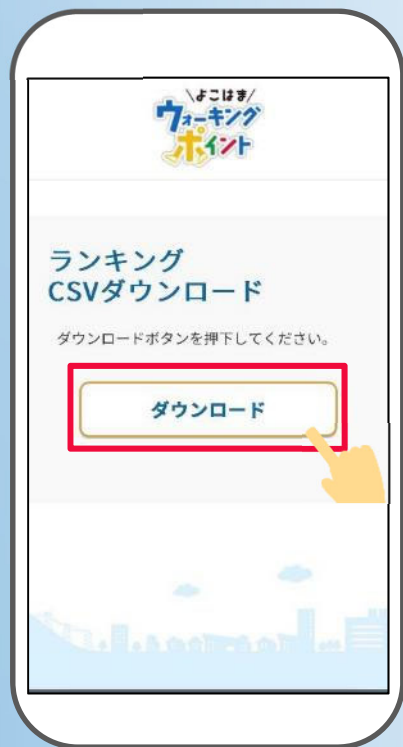 \よこはま/
ウォーキング
ポイント
ランキング
CSVダウンロード
ダウンロードボタンを押下してください。
ダウンロード